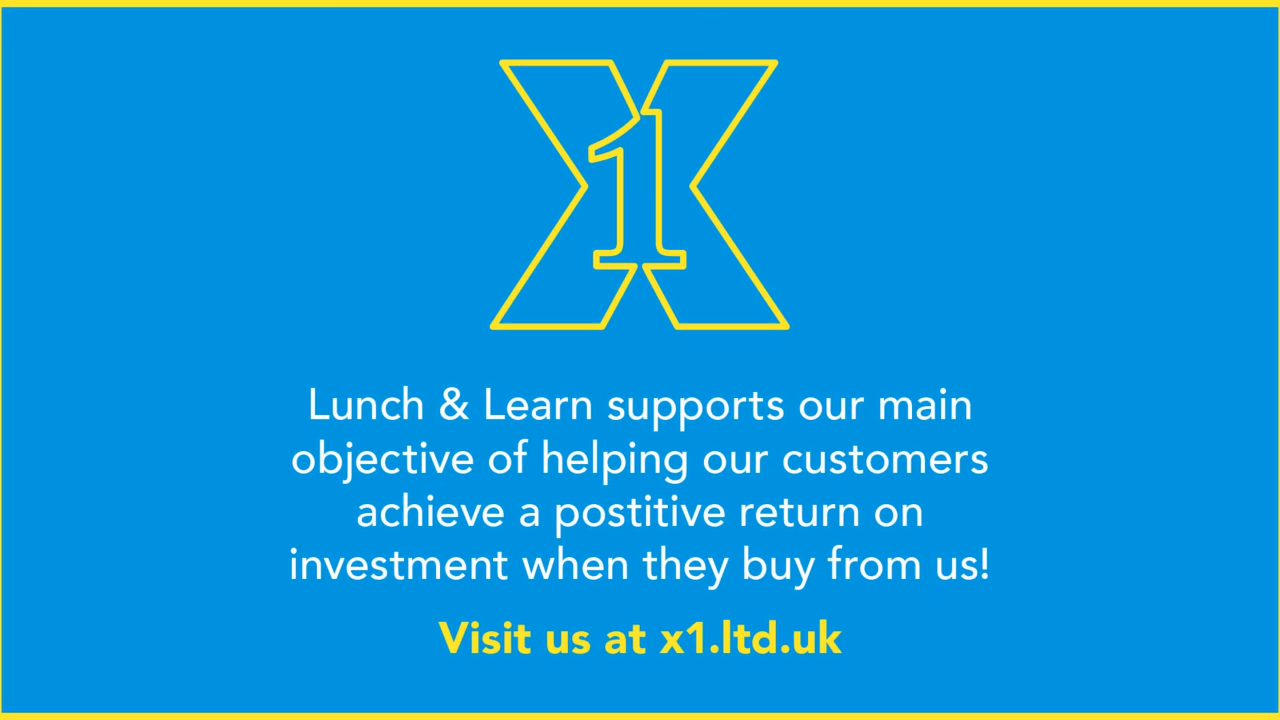 X1
Lunch & Learn supports our main
objective of helping our customers
achieve a postitive return on
investment when they buy from us!
Visit us at x1.ltd.uk